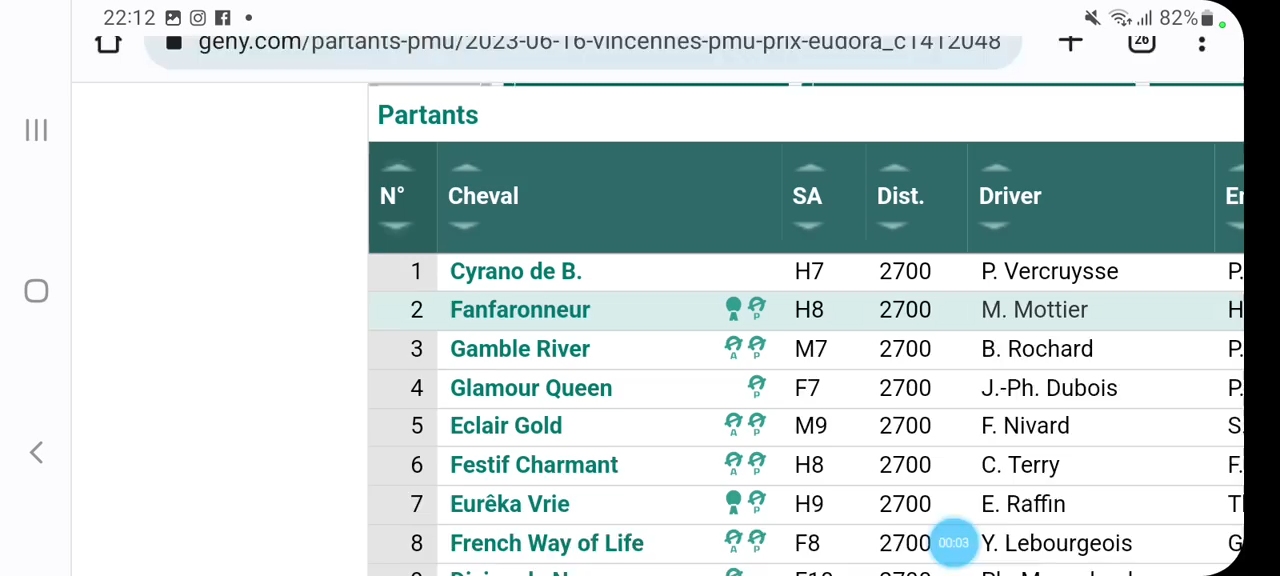 22:12 82%
geny.com/partants-pmu/2023-06-16-vincennes-pmu-prix-eudora_c1412048
26
Partants
N° Cheval SA Dist. Driver
1 Cyrano de B. H7 2700 P. Vercruysse P.
2 Fanfaronneur A P H8 2700 M. Mottier H
3 Gamble River A P M7 2700 B. Rochard P.
4 Glamour Queen P F7 2700 J.-Ph. Dubois P.
5 Eclair Gold A P M9 2700 F. Nivard S.
6 Festif Charmant A P H8 2700 C. Terry F.
7 Eurêka Vrie A P H9 2700 E. Raffin
8 French Way of Life A P F8 2700 00:03 Y. Lebourgeois G